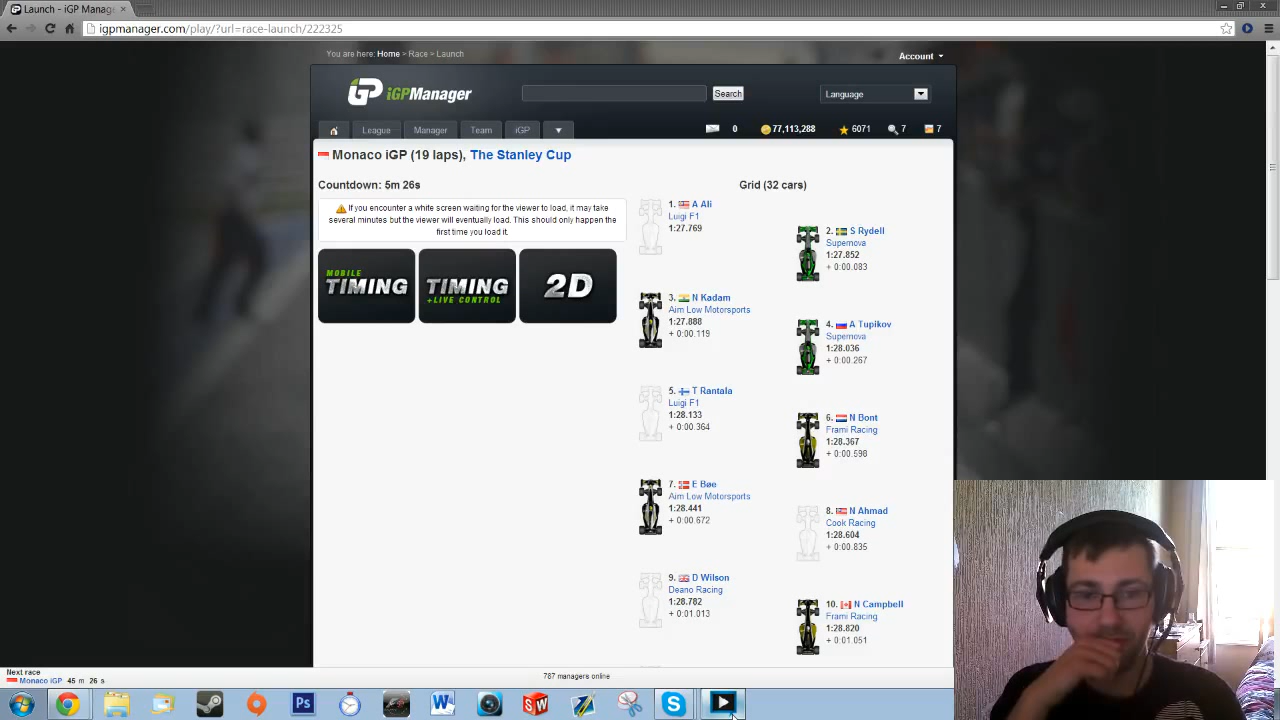 Launch - iGP Manager
igpmanager.com/play/?url=race-launch/222325
You are here: Home > Race > Launch
Account
iGPManager
Search
Language
League
Manager
Team
iGP
0
77,113,288
6071
7
7
Monaco iGP (19 laps), The Stanley Cup
Countdown: 5m 26s
If you encounter a white screen waiting for the viewer to load, it may take
several minutes but the viewer will eventually load. This should only happen the
first time you load it.
MOBILE
TIMING
TIMING
+LIVE CONTROL
2D
Grid (32 cars)
1. A Ali
Luigi F1
1:27.769
2. S Rydell
Supernova
1:27.852
+ 0:00.083
3. N Kadam
Aim Low Motorsports
1:27.888
+ 0:00.119
4. A Tupikov
Supernova
1:28.036
+ 0:00.267
5. T Rantala
Luigi F1
1:28.133
+ 0:00.364
6. N Bont
Frami Racing
1:28.367
+ 0:00.598
7. E Bøe
Aim Low Motorsports
1:28.441
+ 0:00.672
8. N Ahmad
Cook Racing
1:28.604
+ 0:00.835
9. D Wilson
Deano Racing
1:28.782
+ 0:01.013
10. N Campbell
Frami Racing
1:28.820
+ 0:01.051
Next race
Monaco iGP 45 m 26 s
787 managers online
Ps
W
SW
S